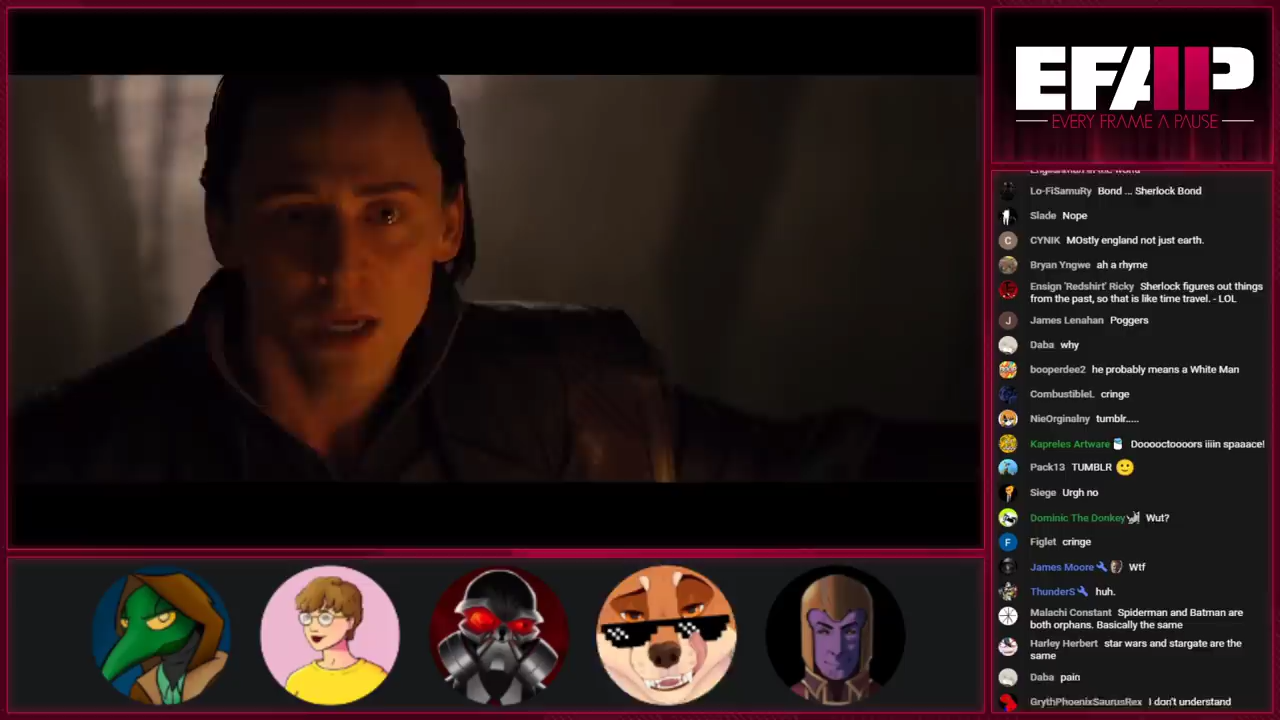 EFAP
EVERY FRAME A PAUSE
Lo-FiSamuRy Bond ... Sherlock Bond
Slade Nope
CYNIK MOstly england not just earth.
Bryan Yngwe ah a rhyme
Ensign 'Redshirt' Ricky Sherlock figures out things
from the past, so that is like time travel. - LOL
James Lenahan Poggers
Daba why
booperdee2 he probably means a White Man
CombustibleL cringe
NieOrginalny tumblr.....
Kapreles Artware Dooooctoooors iiiin spaaace!
Pack13 TUMBLR 🙂
Siege Urgh no
Dominic The Donkey Wut?
Figlet cringe
James Moore Wtf
ThunderS huh.
Malachi Constant Spiderman and Batman are
both orphans. Basically the same
Harley Herbert star wars and stargate are the
same
Daba pain
GrythPhoenixSaurusRex I don't understand